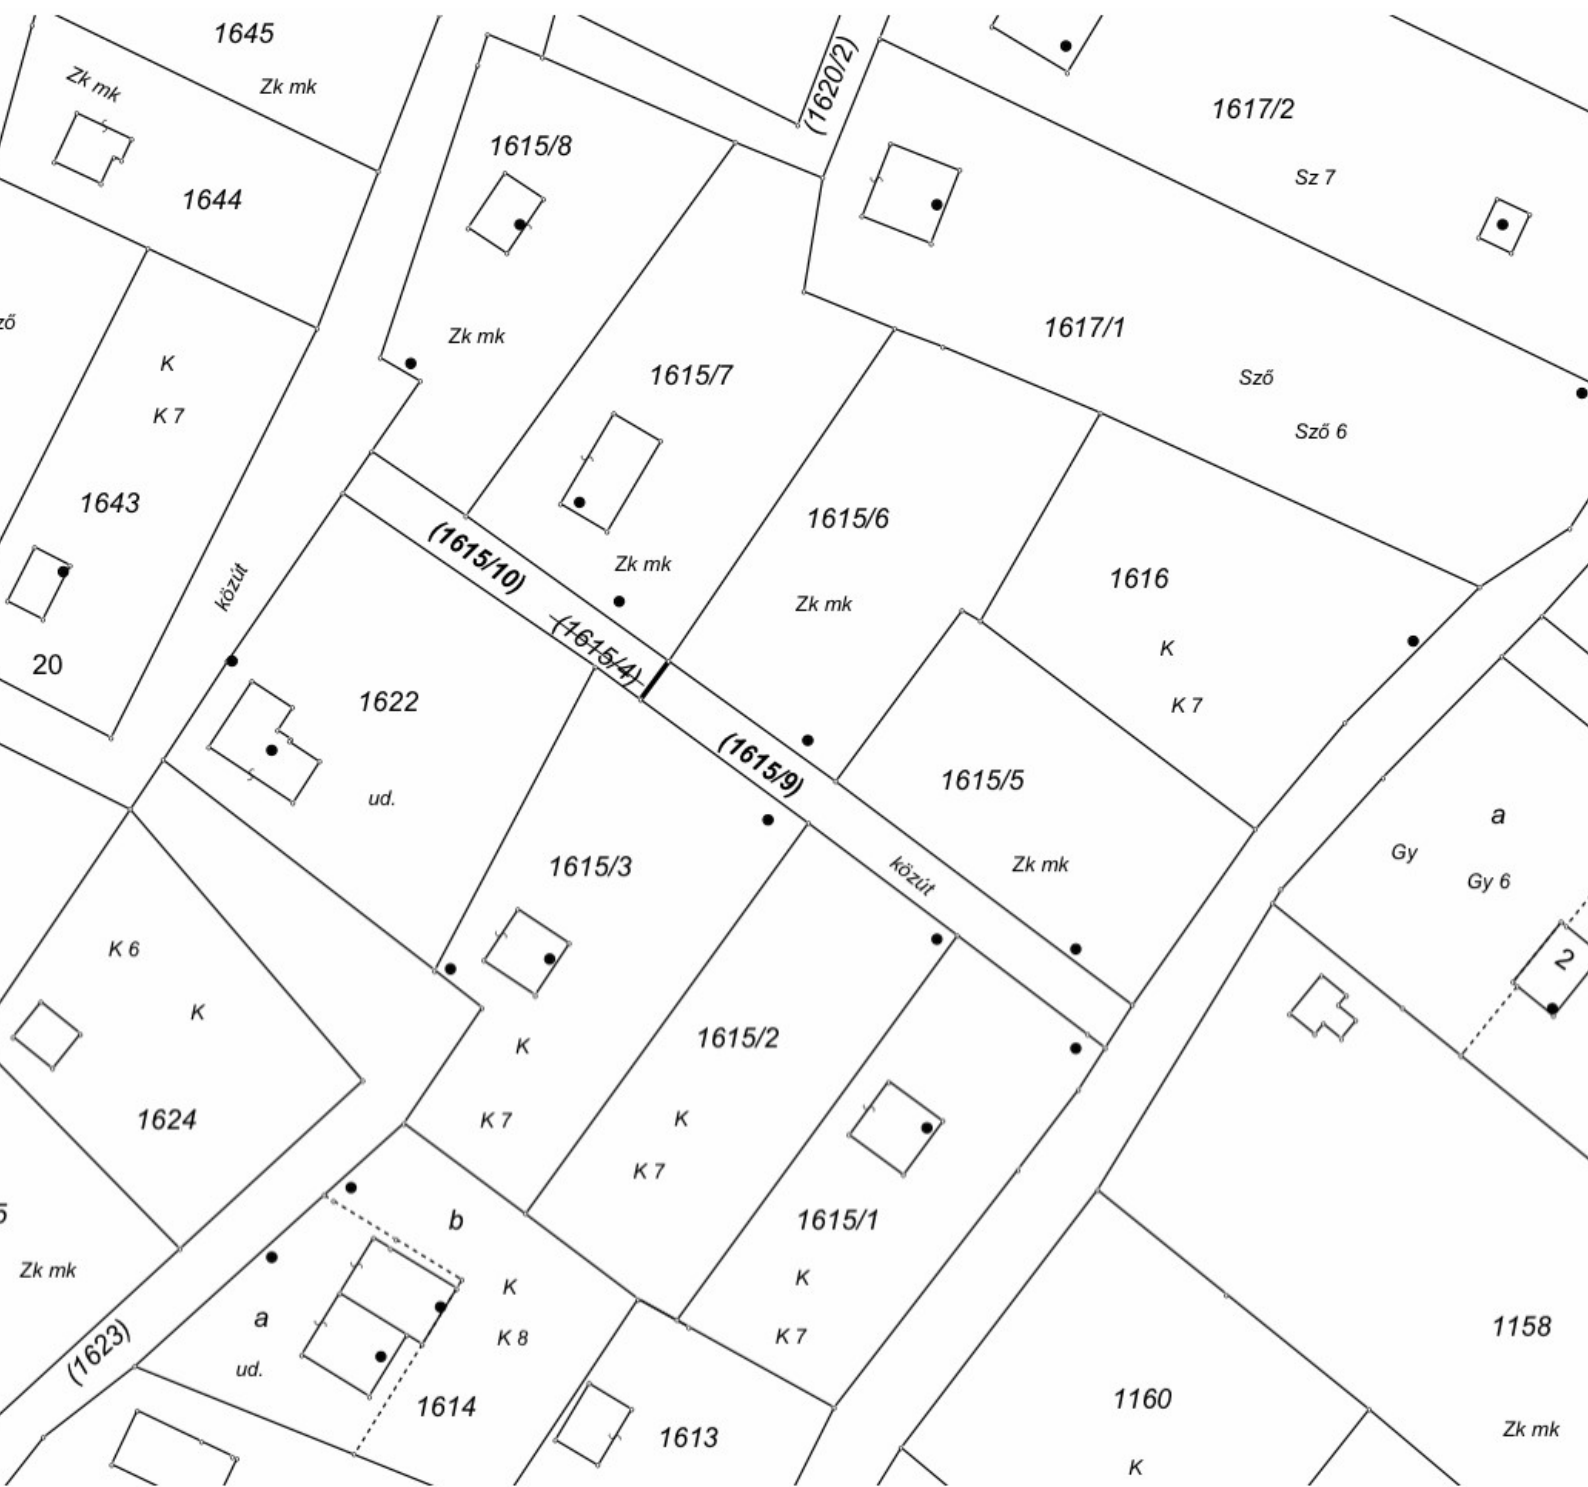 1645
Zk mk
Zk mk
(1620/2)
1617/2
1615/8
Sz 7
1644
ző
1617/1
Zk mk
K
1615/7
Sző
K 7
Sző 6
1643
1615/6
(1615/10)
Zk mk
1616
közút
Zk mk
(1615/4)
K
20
1622
K 7
(1615/9)
1615/5
ud.
a
Gy
Gy 6
közút
Zk mk
1615/3
K 6
2
K
K
1615/2
K 7
K
1624
K 7
5
b
1615/1
Zk mk
K
K
a
K 8
K 7
1158
(1623)
ud.
1614
1160
1613
Zk mk
K